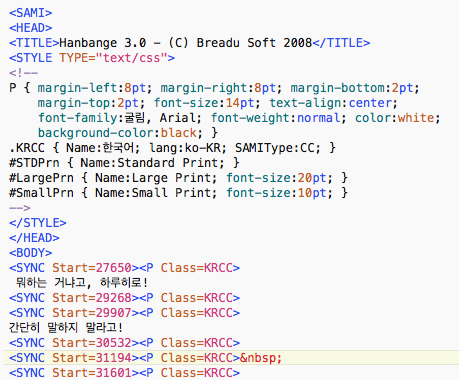 <SAMI>
<HEAD>
<TITLE>Hanbange 3.0 - (C) Breadu Soft 2008</TITLE>
<STYLE TYPE="text/css">
<!--
P { margin-left:8pt; margin-right:8pt; margin-bottom:2pt;
    margin-top:2pt; font-size:14pt; text-align:center;
    font-family:굴림, Arial; font-weight:normal; color:white;
    background-color:black; }
.KRCC { Name:한국어; lang:ko-KR; SAMIType:CC; }
#STDPrn { Name:Standard Print; }
#LargePrn { Name:Large Print; font-size:20pt; }
#SmallPrn { Name:Small Print; font-size:10pt; }
-->
</STYLE>
</HEAD>
<BODY>
<SYNC Start=27650><P Class=KRCC>
 뭐하는 거냐고, 하루히로!
<SYNC Start=29268><P Class=KRCC>
<SYNC Start=29907><P Class=KRCC>
간단히 말하지 말라고!
<SYNC Start=30532><P Class=KRCC>
<SYNC Start=31194><P Class=KRCC>&nbsp;
<SYNC Start=31601><P Class=KRCC>